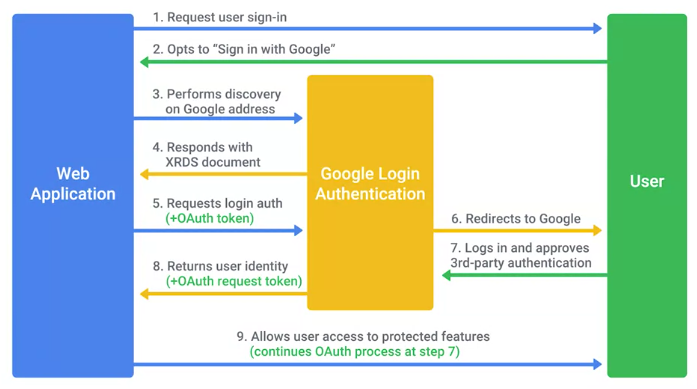 1. Request user sign-in
2. Opts to “Sign in with Google”
3. Performs discovery
on Google address
4. Responds with
XRDS document
Web
Application
Google Login
Authentication
User
5. Requests login auth
(+OAuth token)
6. Redirects to Google
7. Logs in and approves
3rd-party authentication
8. Returns user identity
(+OAuth request token)
9. Allows user access to protected features
(continues OAuth process at step 7)